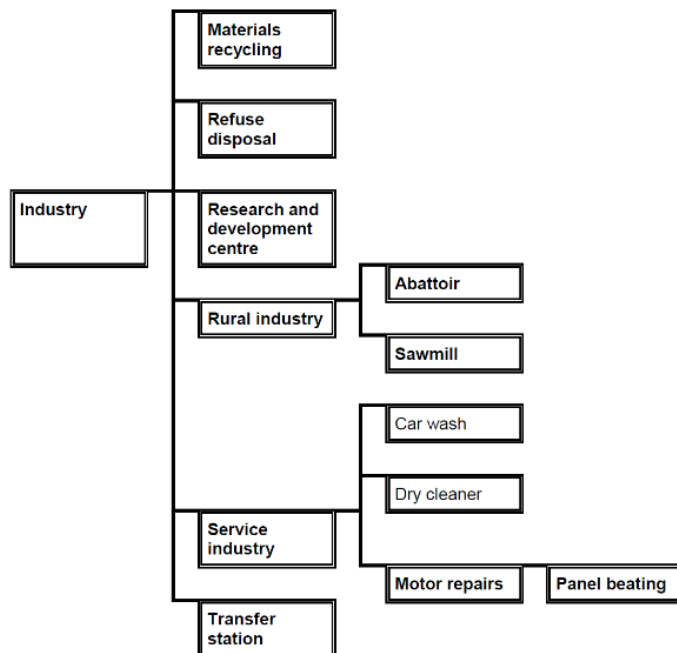 Materials
recycling
Refuse
disposal
Industry
Research and
development
centre
Abattoir
Rural industry
Sawmill
Car wash
Dry cleaner
Service
industry
Motor repairs
Panel beating
Transfer
station